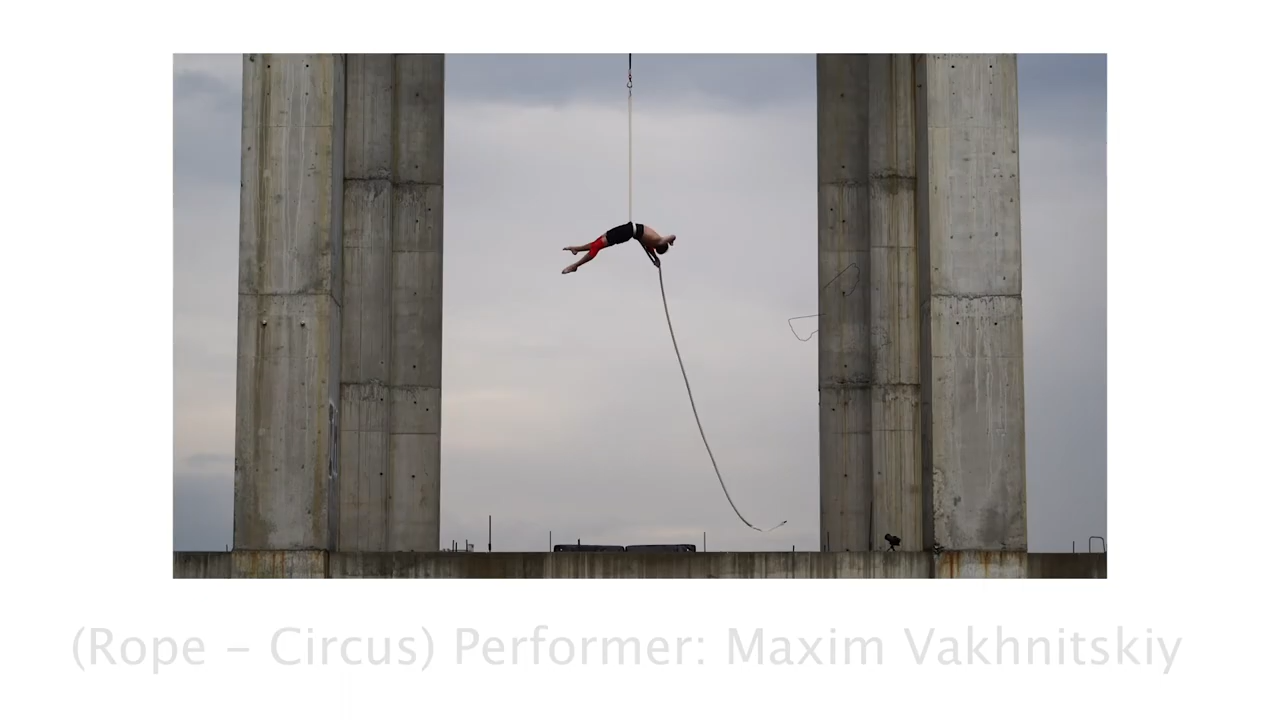 (Rope – Circus) Performer: Maxim Vakhnitskiy